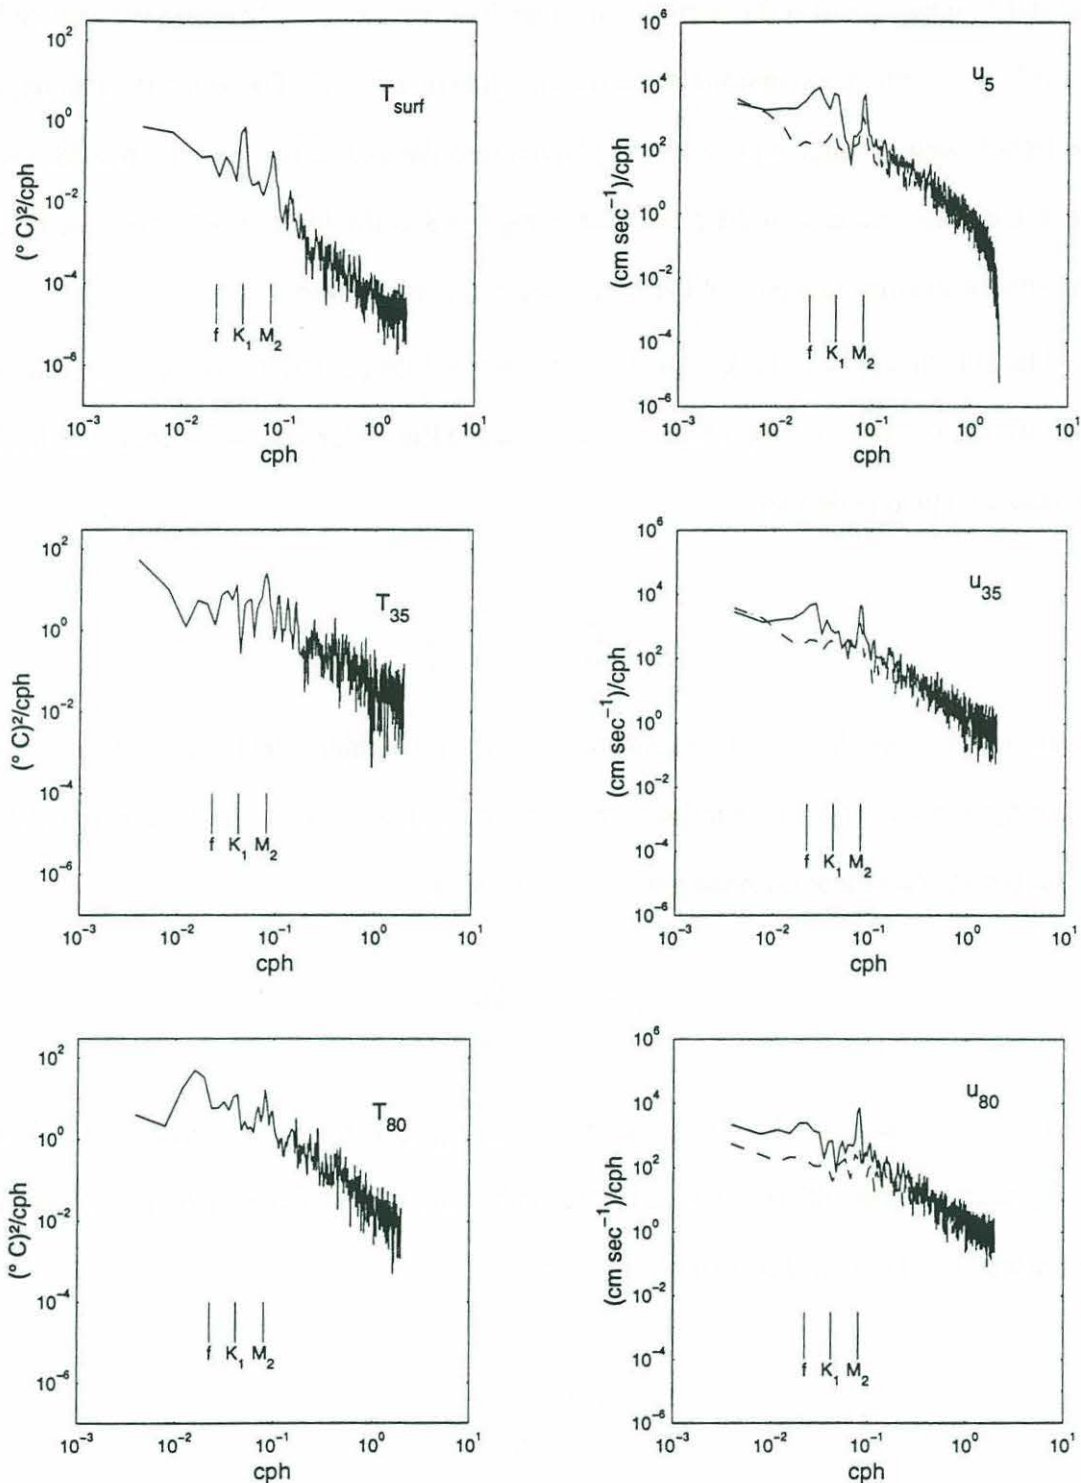 T_surf
(° C)²/cph
10² 10⁰ 10⁻² 10⁻⁴ 10⁻⁶
f K₁ M₂
10⁻³ 10⁻² 10⁻¹ 10⁰ 10¹
cph
u₅
(cm sec⁻¹)/cph
10⁶ 10⁴ 10² 10⁰ 10⁻² 10⁻⁴ 10⁻⁶
f K₁ M₂
10⁻³ 10⁻² 10⁻¹ 10⁰ 10¹
cph
T₃₅
(° C)²/cph
10² 10⁰ 10⁻² 10⁻⁴ 10⁻⁶
f K₁ M₂
10⁻³ 10⁻² 10⁻¹ 10⁰ 10¹
cph
u₃₅
(cm sec⁻¹)/cph
10⁶ 10⁴ 10² 10⁰ 10⁻² 10⁻⁴ 10⁻⁶
f K₁ M₂
10⁻³ 10⁻² 10⁻¹ 10⁰ 10¹
cph
T₈₀
(° C)²/cph
10² 10⁰ 10⁻² 10⁻⁴ 10⁻⁶
f K₁ M₂
10⁻³ 10⁻² 10⁻¹ 10⁰ 10¹
cph
u₈₀
(cm sec⁻¹)/cph
10⁶ 10⁴ 10² 10⁰ 10⁻² 10⁻⁴ 10⁻⁶
f K₁ M₂
10⁻³ 10⁻² 10⁻¹ 10⁰ 10¹
cph